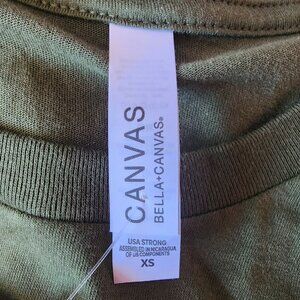 CANVAS
BELLA+CANVAS®
USA STRONG
ASSEMBLED IN NICARAGUA
OF US COMPONENTS
XS